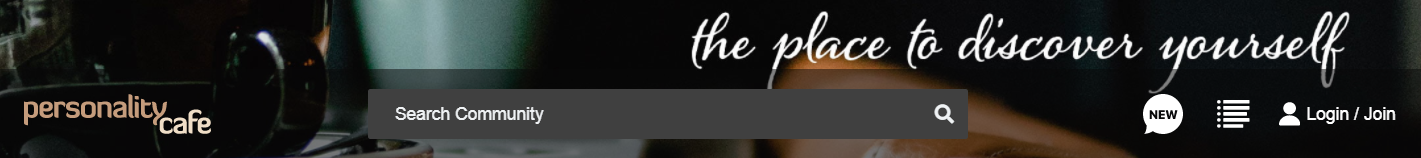 the place to discover yourself
personality
cafe
Search Community
NEW
Login / Join